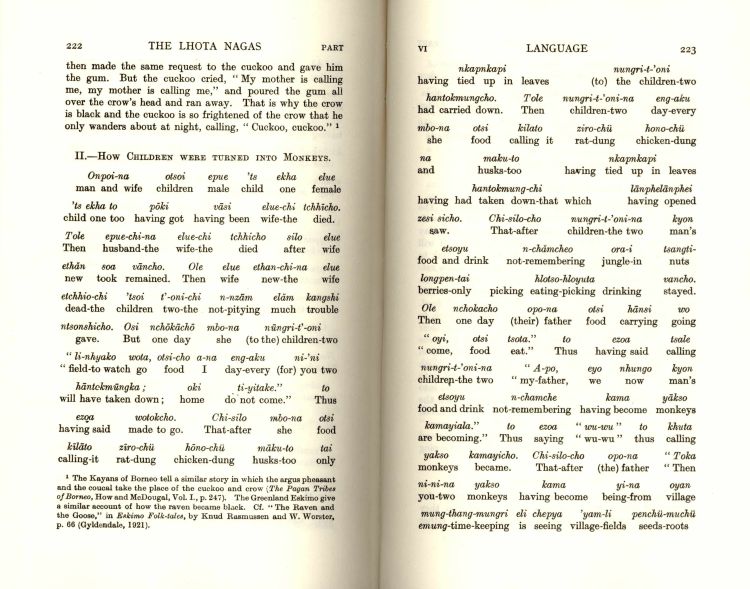 222 THE LHOTA NAGAS PART
then made the same request to the cuckoo and gave him
the gum. But the cuckoo cried, “ My mother is calling
me, my mother is calling me,” and poured the gum all
over the crow's head and ran away. That is why the crow
is black and the cuckoo is so frightened of the crow that he
only wanders about at night, calling, “ Cuckoo, cuckoo.” ¹
II.—How Children were turned into Monkeys.
Onpoi-na otsoi epue 'ts ekha elue
man and wife children male child one female
'ts ekha to pōki vāsi elue-chi tchhīcho.
child one too having got having been wife-the died.
Tole epue-chi-na elue-chi tchhicho silo elue
Then husband-the wife-the died after wife
ethān soa vāncho. Ole elue ethan-chi-na elue
new took remained. Then wife new-the wife
etchhio-chi 'tsoi t'-oni-chi n-nzām elām kangshi
dead-the children two-the not-pitying much trouble
ntsonshicho. Osi nchōkāchō mbo-na nūngri-t'-oni
gave. But one day she (to the) children-two
“ li-nhyako wota, otsi-cho a-na eng-aku ni-'ni
“ field-to watch go food I day-every (for) you two
hāntokmūngka ; oki ti-yitake.” to
will have taken down ; home do not come.” Thus
ezoa wotokcho. Chi-silo mbo-na otsi
having said made to go. That-after she food
kīlāto ziro-chü hōno-chü māku-to tai
calling-it rat-dung chicken-dung husks-too only
¹ The Kayans of Borneo tell a similar story in which the argus pheasant
and the coucal take the place of the cuckoo and crow (The Pagan Tribes
of Borneo, How and McDougal, Vol. I., p. 247). The Greenland Eskimo give
a similar account of how the raven became black. Cf. “ The Raven and
the Goose,” in Eskimo Folk-tales, by Knud Rasmussen and W. Worster,
p. 66 (Gyldendale, 1921).
VI LANGUAGE 223
nkapnkapi nungri-t-'oni
having tied up in leaves (to) the children-two
hantokmungcho. Tole nungri-t-'oni-na eng-aku
had carried down. Then children-two day-every
mbo-na otsi kilato ziro-chü hono-chü
she food calling it rat-dung chicken-dung
na maku-to nkapnkapi
and husks-too having tied up in leaves
hantokmung-chi lānphelānphei
having had taken down-that which having opened
zesi sicho. Chi-silo-cho nungri-t-'oni-na kyon
saw. That-after children-the two man's
etsoyu n-chāmcheo ora-i tsangti-
food and drink not-remembering jungle-in nuts
longpen-tai hlotso-hloyuta vancho.
berries-only picking eating-picking drinking stayed.
Ole nchokacho opo-na otsi hānsi wo
Then one day (their) father food carrying going
“ oyi, otsi tsota.” to ezoa tsale
“ come, food eat.” Thus having said calling
nungri-t-'oni-na “ A-po, eyo nhungo kyon
children-the two “ my-father, we now man's
etsoyu n-chamche kama yākso
food and drink not-remembering having become monkeys
kamayiala.” to ezoa “ wu-wu ” to khuta
are becoming.” Thus saying “ wu-wu ” thus calling
yakso kamayicho. Chi-silo-cho opo-na “ Toka
monkeys became. That-after (the) father “ Then
ni-ni-na yakso kama yi-na oyan
you-two monkeys having become being-from village
mung-thang-mungri eli chepya 'yam-li penchü-muchü
emung-time-keeping is seeing village-fields seeds-roots